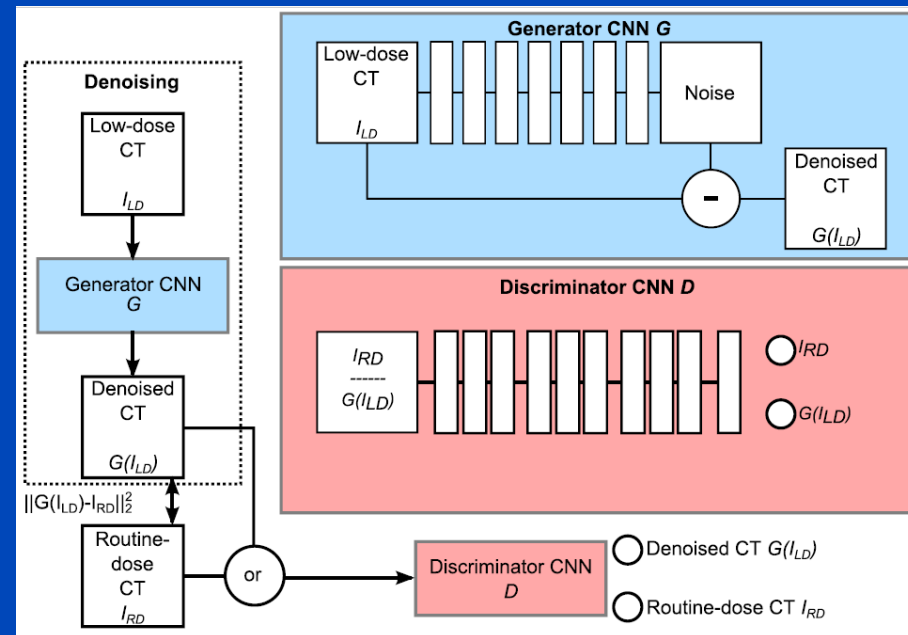 Denoising
Low-dose
CT
I_LD
Generator CNN
G
Denoised
CT
G(I_LD)
||G(I_LD)-I_RD||²₂
Routine-
dose
CT
I_RD
or
Discriminator CNN
D
Denoised CT G(I_LD)
Routine-dose CT I_RD
Generator CNN G
Low-dose
CT
I_LD
Noise
-
Denoised
CT
G(I_LD)
Discriminator CNN D
I_RD
------
G(I_LD)
I_RD
G(I_LD)